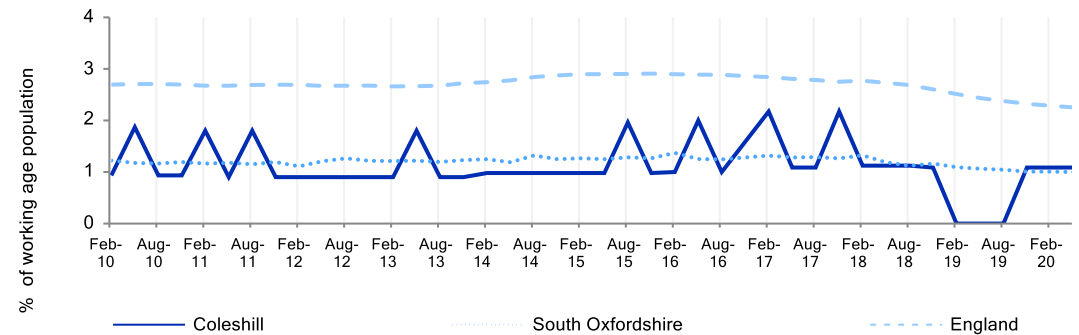 % of working age population
4
3
2
1
0
Feb- Aug- Feb- Aug- Feb- Aug- Feb- Aug- Feb- Aug- Feb- Aug- Feb- Aug- Feb- Aug- Feb- Aug- Feb- Aug- Feb-
10 10 11 11 12 12 13 13 14 14 15 15 16 16 17 17 18 18 19 19 20
Coleshill South Oxfordshire England